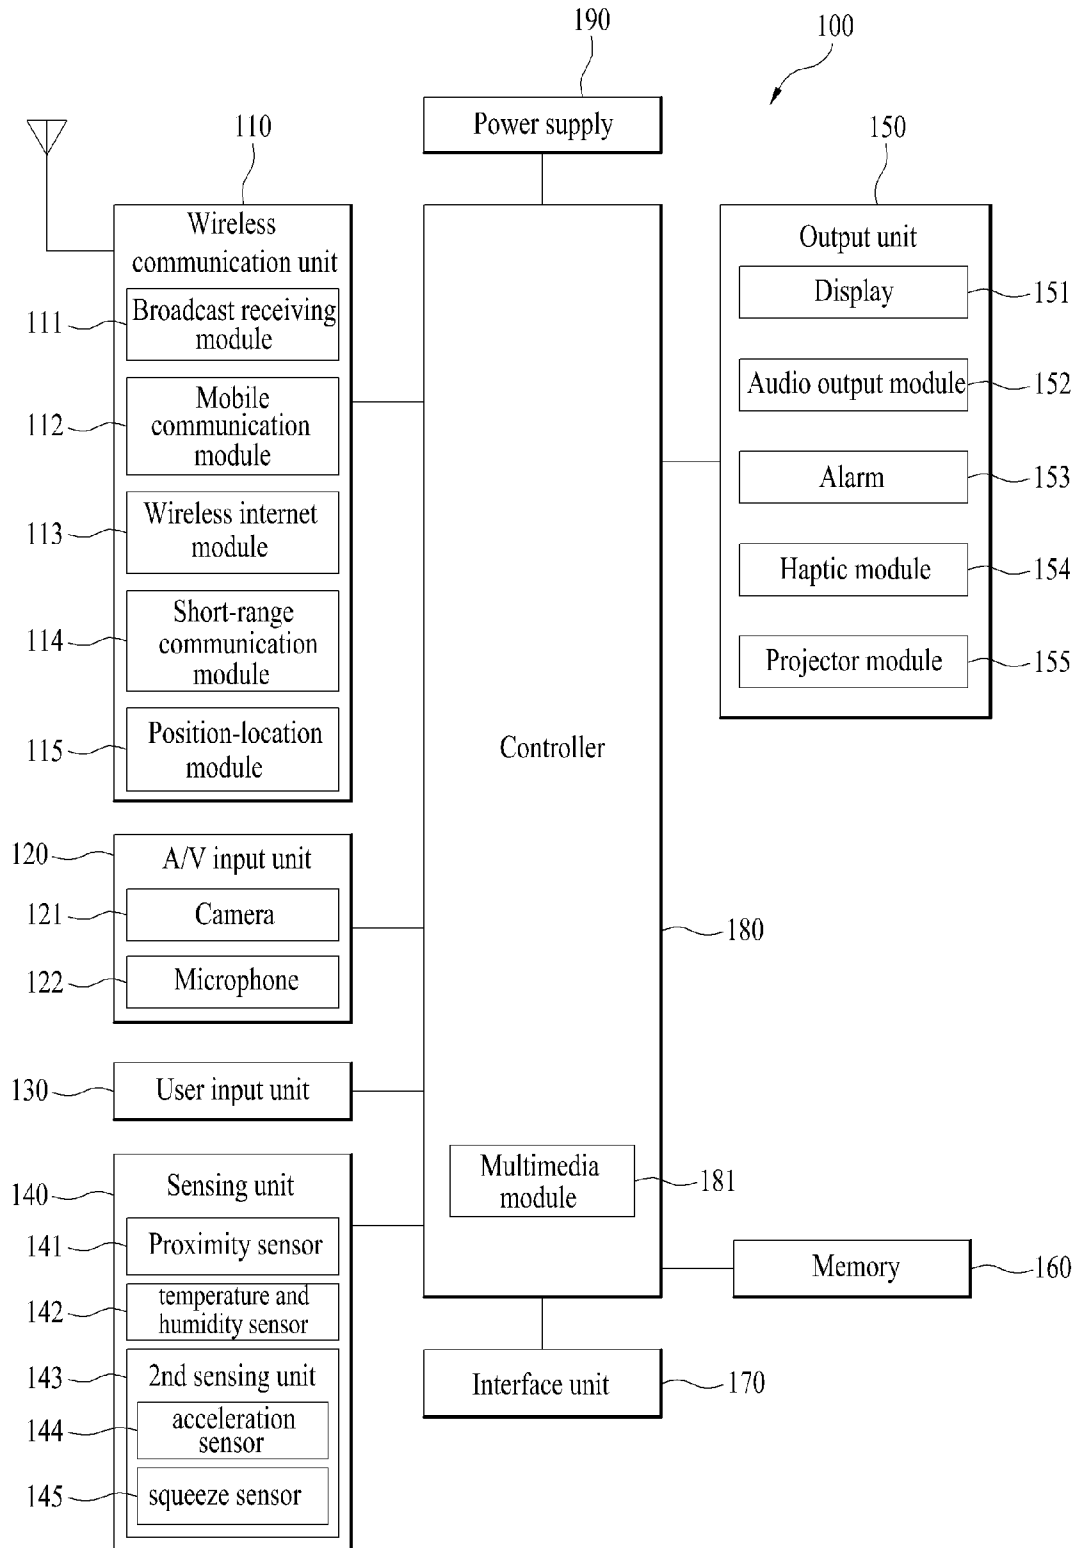 190
100
Power supply
110
150
Wireless
communication unit
111
Broadcast receiving
module
112
Mobile
communication
module
113
Wireless internet
module
114
Short-range
communication
module
115
Position-location
module
Output unit
Display
151
Audio output module
152
Alarm
153
Haptic module
154
Projector module
155
Controller
180
120
A/V input unit
121
Camera
122
Microphone
130
User input unit
Multimedia
module
181
140
Sensing unit
141
Proximity sensor
142
temperature and
humidity sensor
143
2nd sensing unit
144
acceleration
sensor
145
squeeze sensor
Memory
160
Interface unit
170